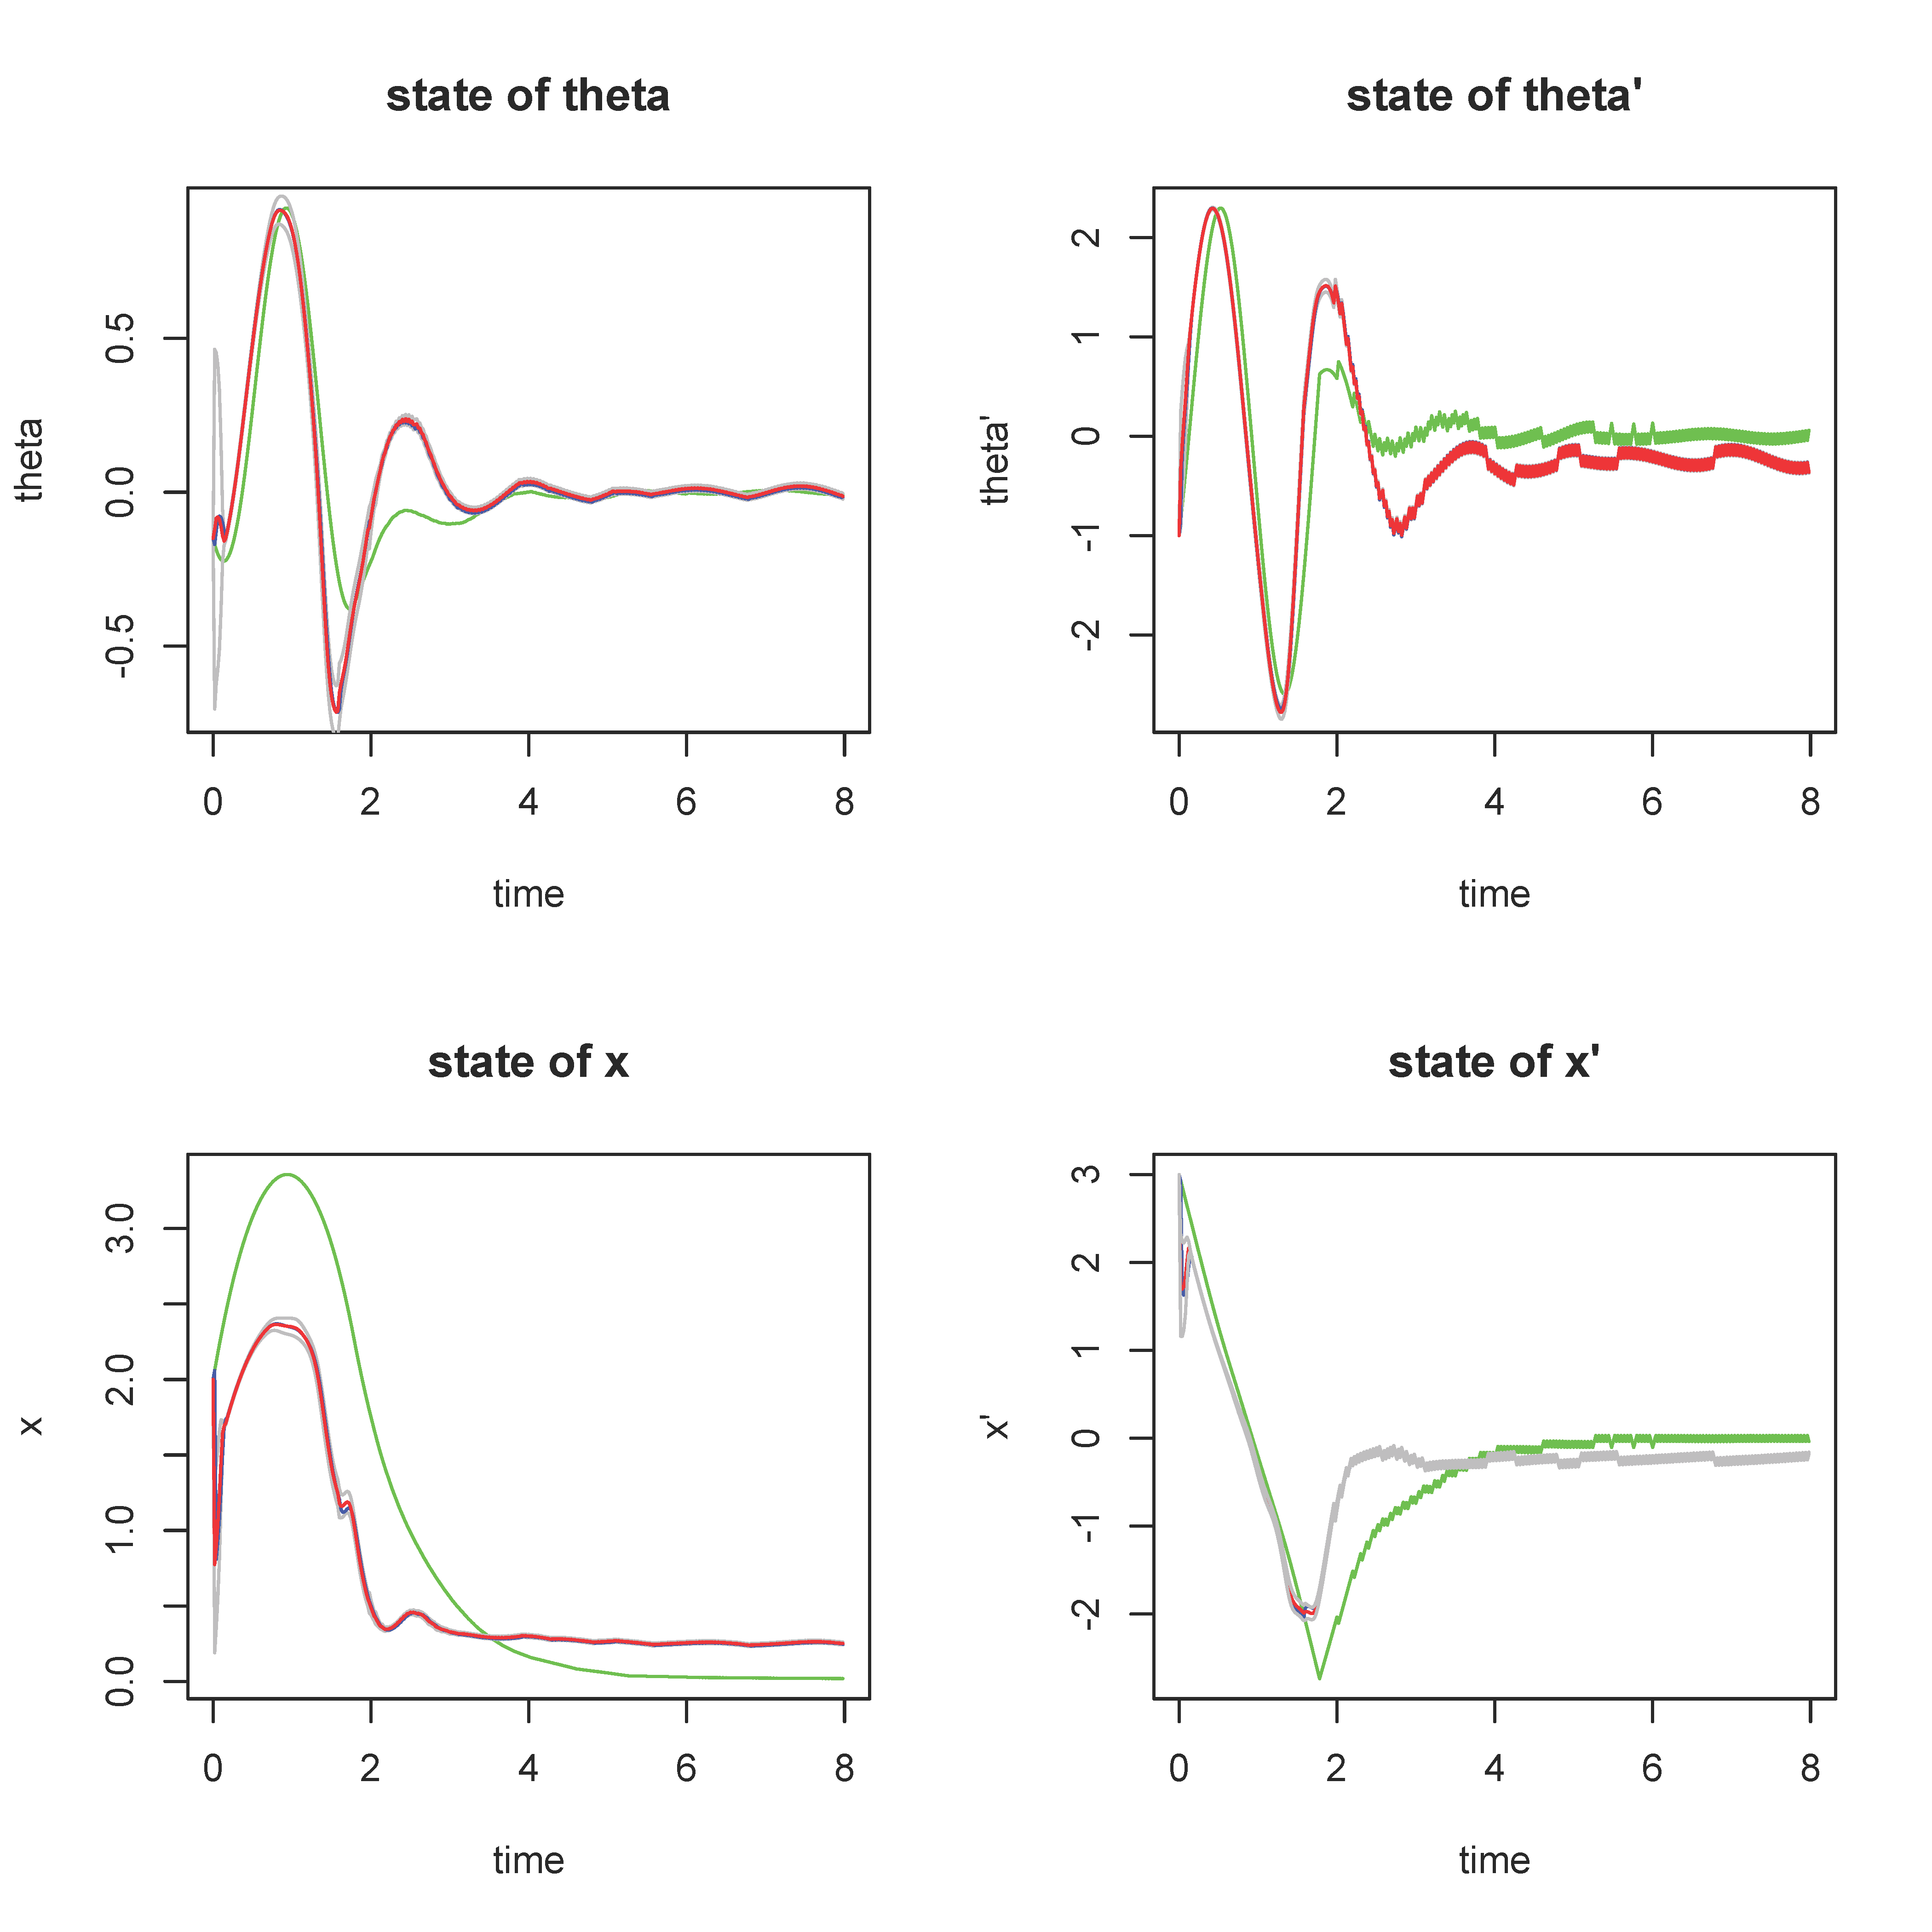 state of theta
theta
0.5
0.0
-0.5
0 2 4 6 8
time
state of theta'
theta'
2
1
0
-1
-2
0 2 4 6 8
time
state of x
x
3.0
2.0
1.0
0.0
0 2 4 6 8
time
state of x'
x'
3
2
1
0
-1
-2
0 2 4 6 8
time